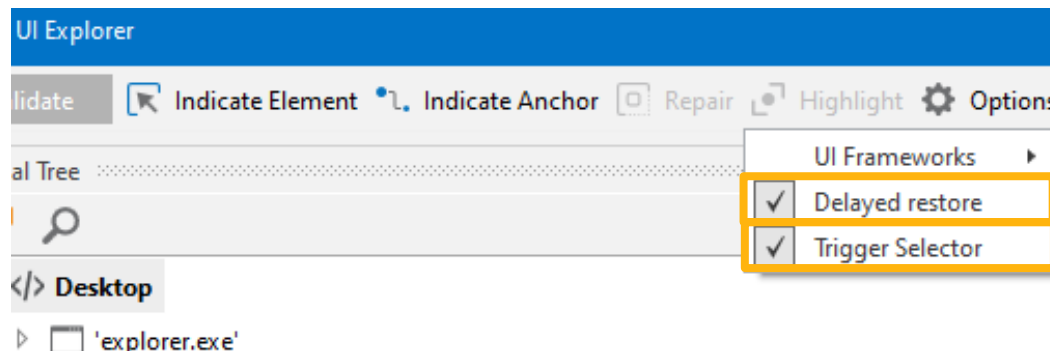 UI Explorer
lidate Indicate Element Indicate Anchor Repair Highlight Options
UI Frameworks
al Tree
Delayed restore
Trigger Selector
</> Desktop
'explorer.exe'